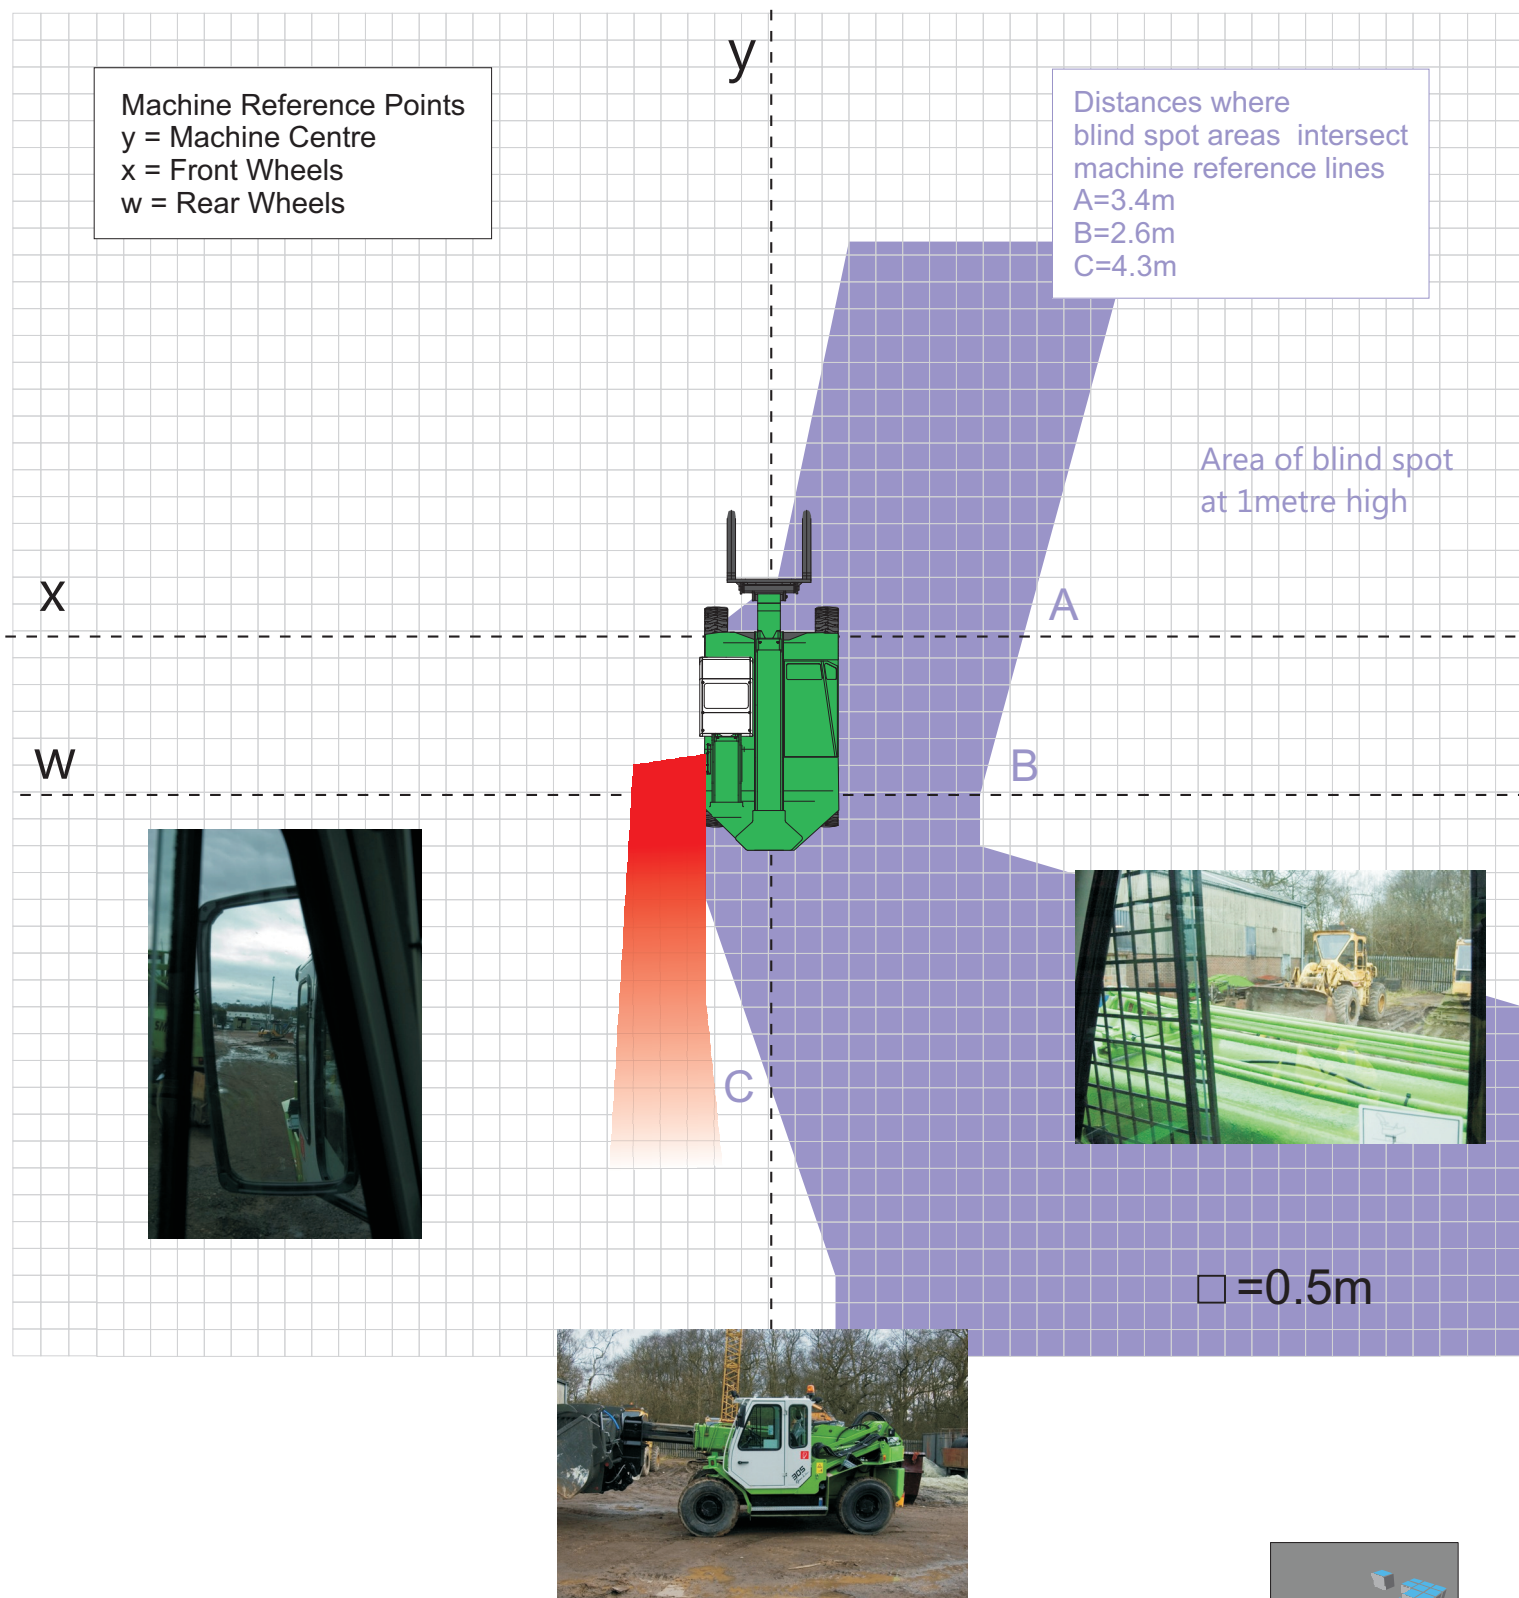 y
Machine Reference Points
y = Machine Centre
x = Front Wheels
w = Rear Wheels
Distances where
blind spot areas intersect
machine reference lines
A=3.4m
B=2.6m
C=4.3m
Area of blind spot
at 1metre high
x
A
w
B
C
=0.5m
305